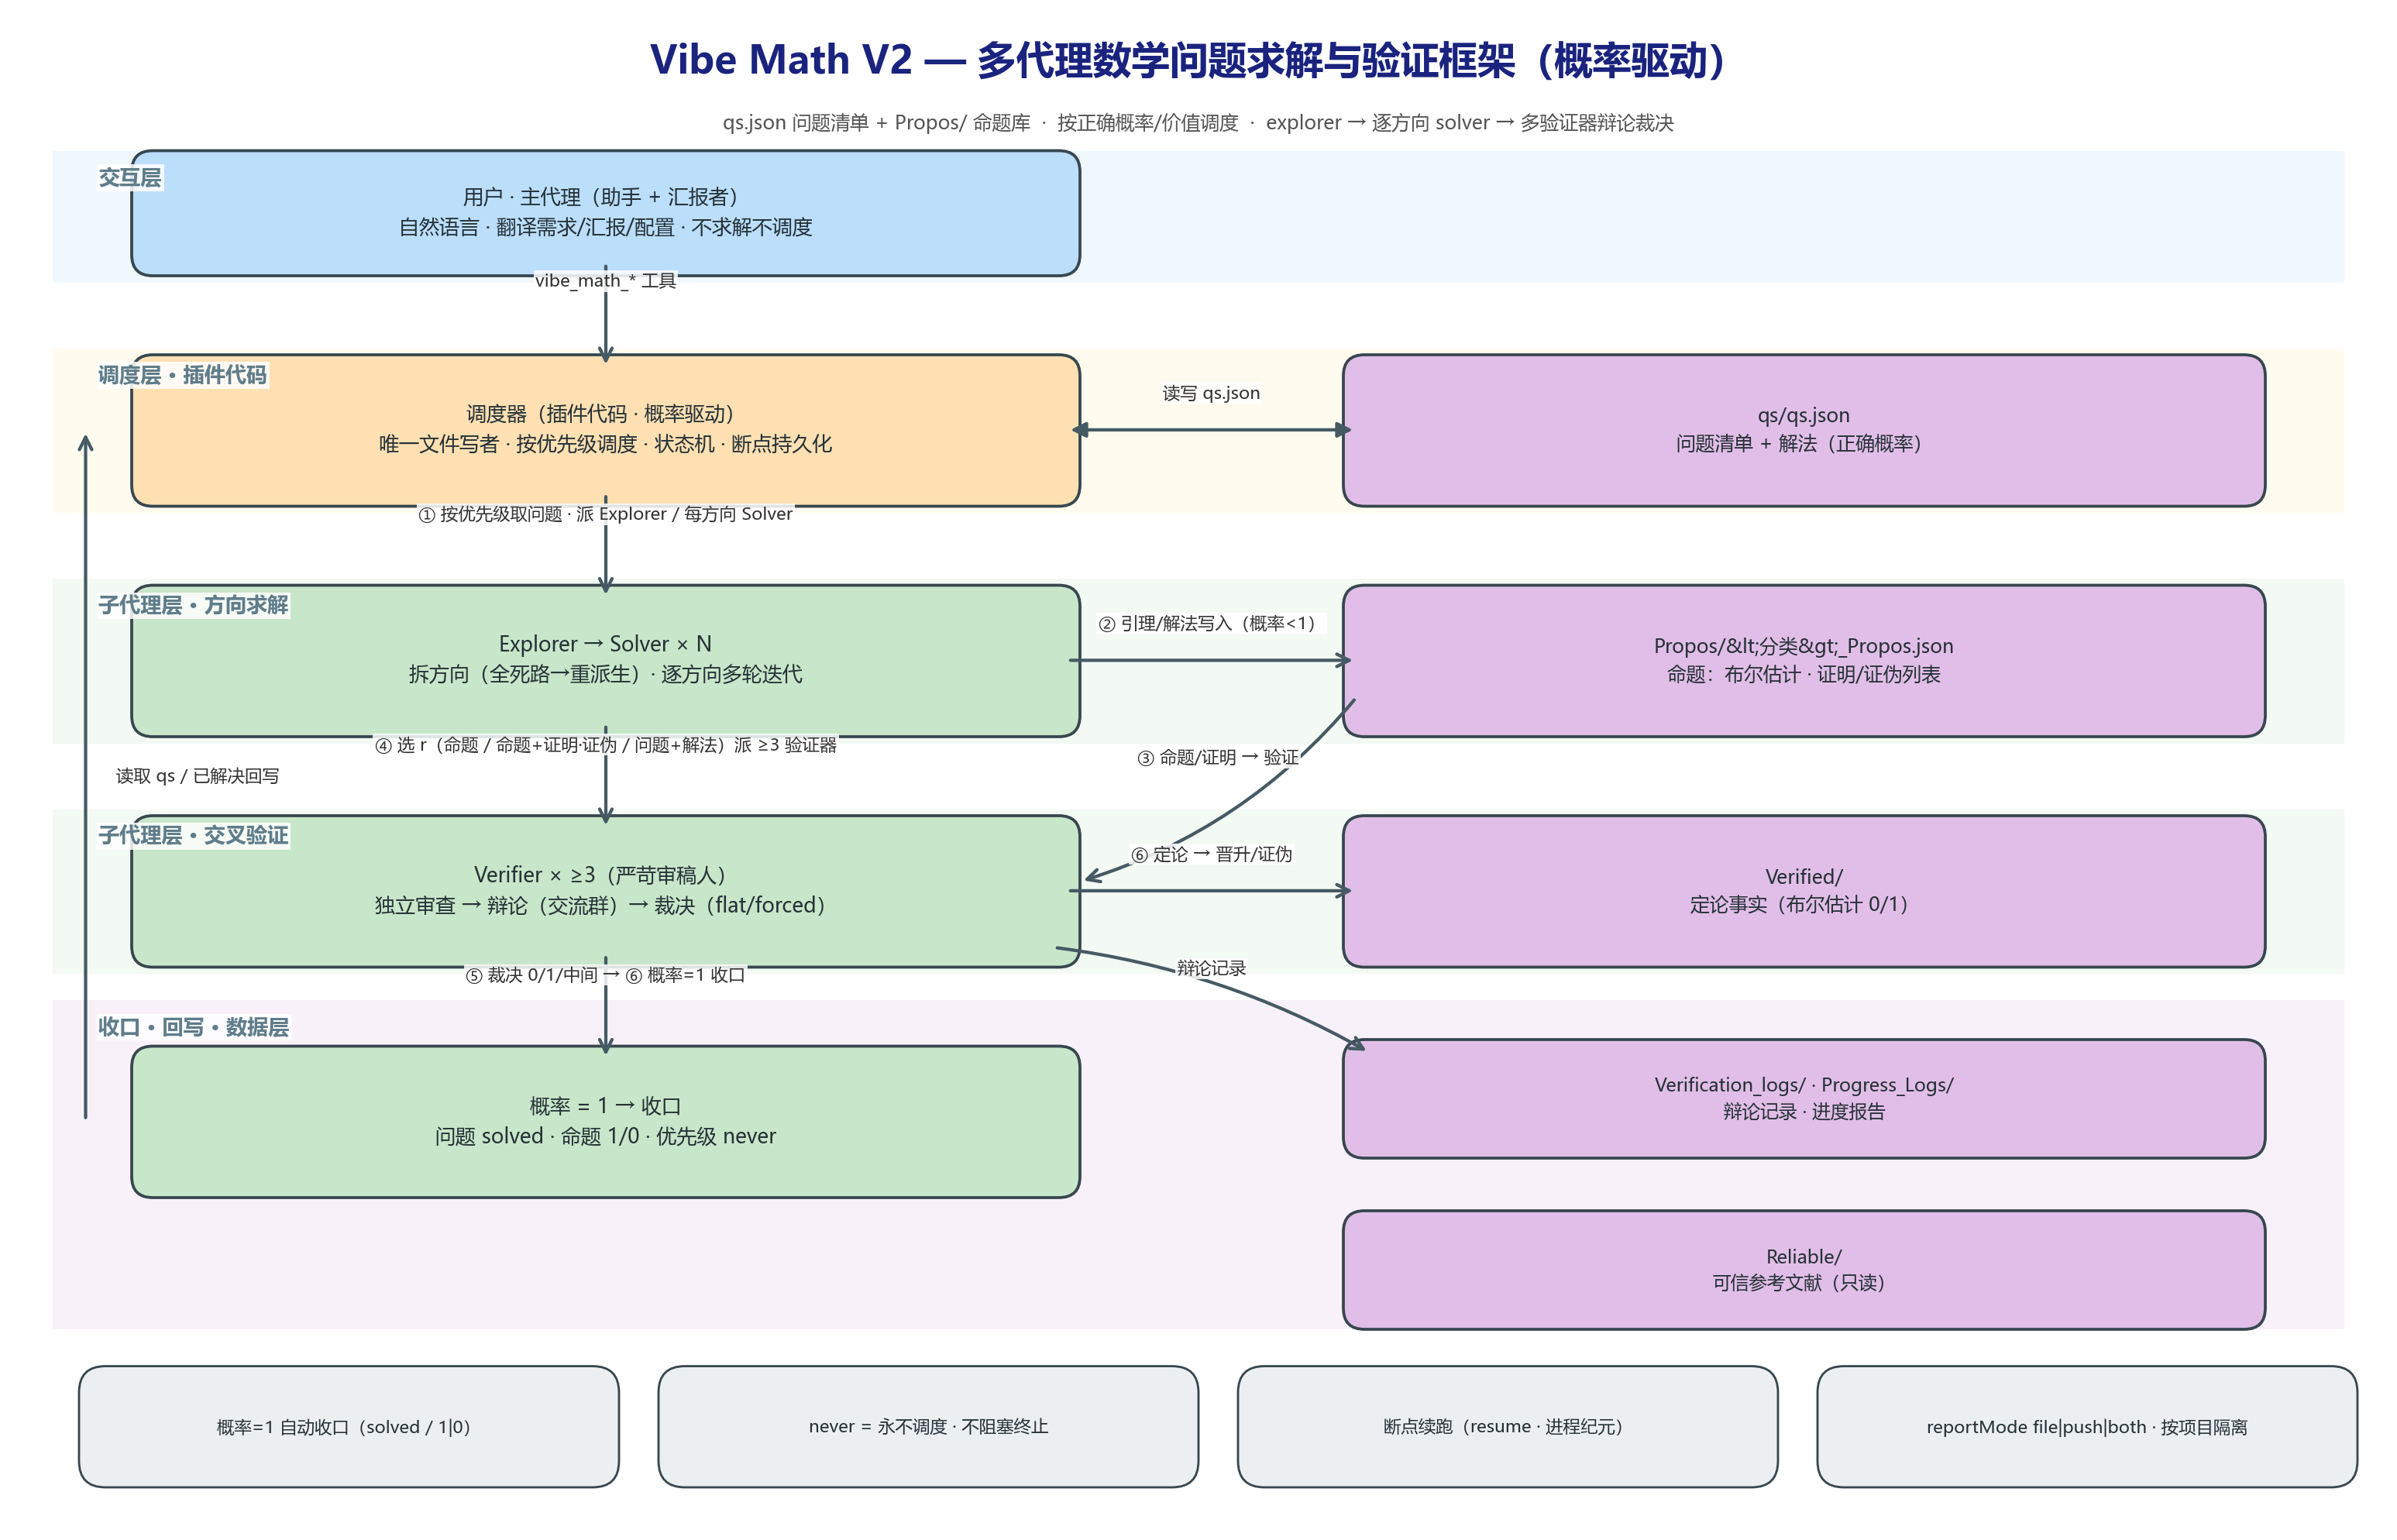 Vibe Math V2 — 多代理数学问题求解与验证框架（概率驱动）
qs.json 问题清单 + Propos/ 命题库 · 按正确概率/价值调度 · explorer → 逐方向 solver → 多验证器辩论裁决
交互层
用户 · 主代理（助手 + 汇报者）
自然语言 · 翻译需求/汇报/配置 · 不求解不调度
vibe_math_* 工具
调度层 · 插件代码
调度器（插件代码 · 概率驱动）
唯一文件写者 · 按优先级调度 · 状态机 · 断点持久化
读写 qs.json
qs/qs.json
问题清单 + 解法（正确概率）
① 按优先级取问题 · 派 Explorer / 每方向 Solver
子代理层 · 方向求解
Explorer → Solver × N
拆方向（全死路→重派生）· 逐方向多轮迭代
② 引理/解法写入（概率<1）
Propos/&lt;分类&gt;_Propos.json
命题：布尔估计 · 证明/证伪列表
④ 选 r（命题 / 命题+证明·证伪 / 问题+解法）派 ≥3 验证器
③ 命题/证明 → 验证
读取 qs / 已解决回写
子代理层 · 交叉验证
Verifier × ≥3（严苛审稿人）
独立审查 → 辩论（交流群）→ 裁决（flat/forced）
⑥ 定论 → 晋升/证伪
Verified/
定论事实（布尔估计 0/1）
⑤ 裁决 0/1/中间 → ⑥ 概率=1 收口
辩论记录
收口 · 回写 · 数据层
概率 = 1 → 收口
问题 solved · 命题 1/0 · 优先级 never
Verification_logs/ · Progress_Logs/
辩论记录 · 进度报告
Reliable/
可信参考文献（只读）
概率=1 自动收口（solved / 1|0）
never = 永不调度 · 不阻塞终止
断点续跑（resume · 进程纪元）
reportMode file|push|both · 按项目隔离